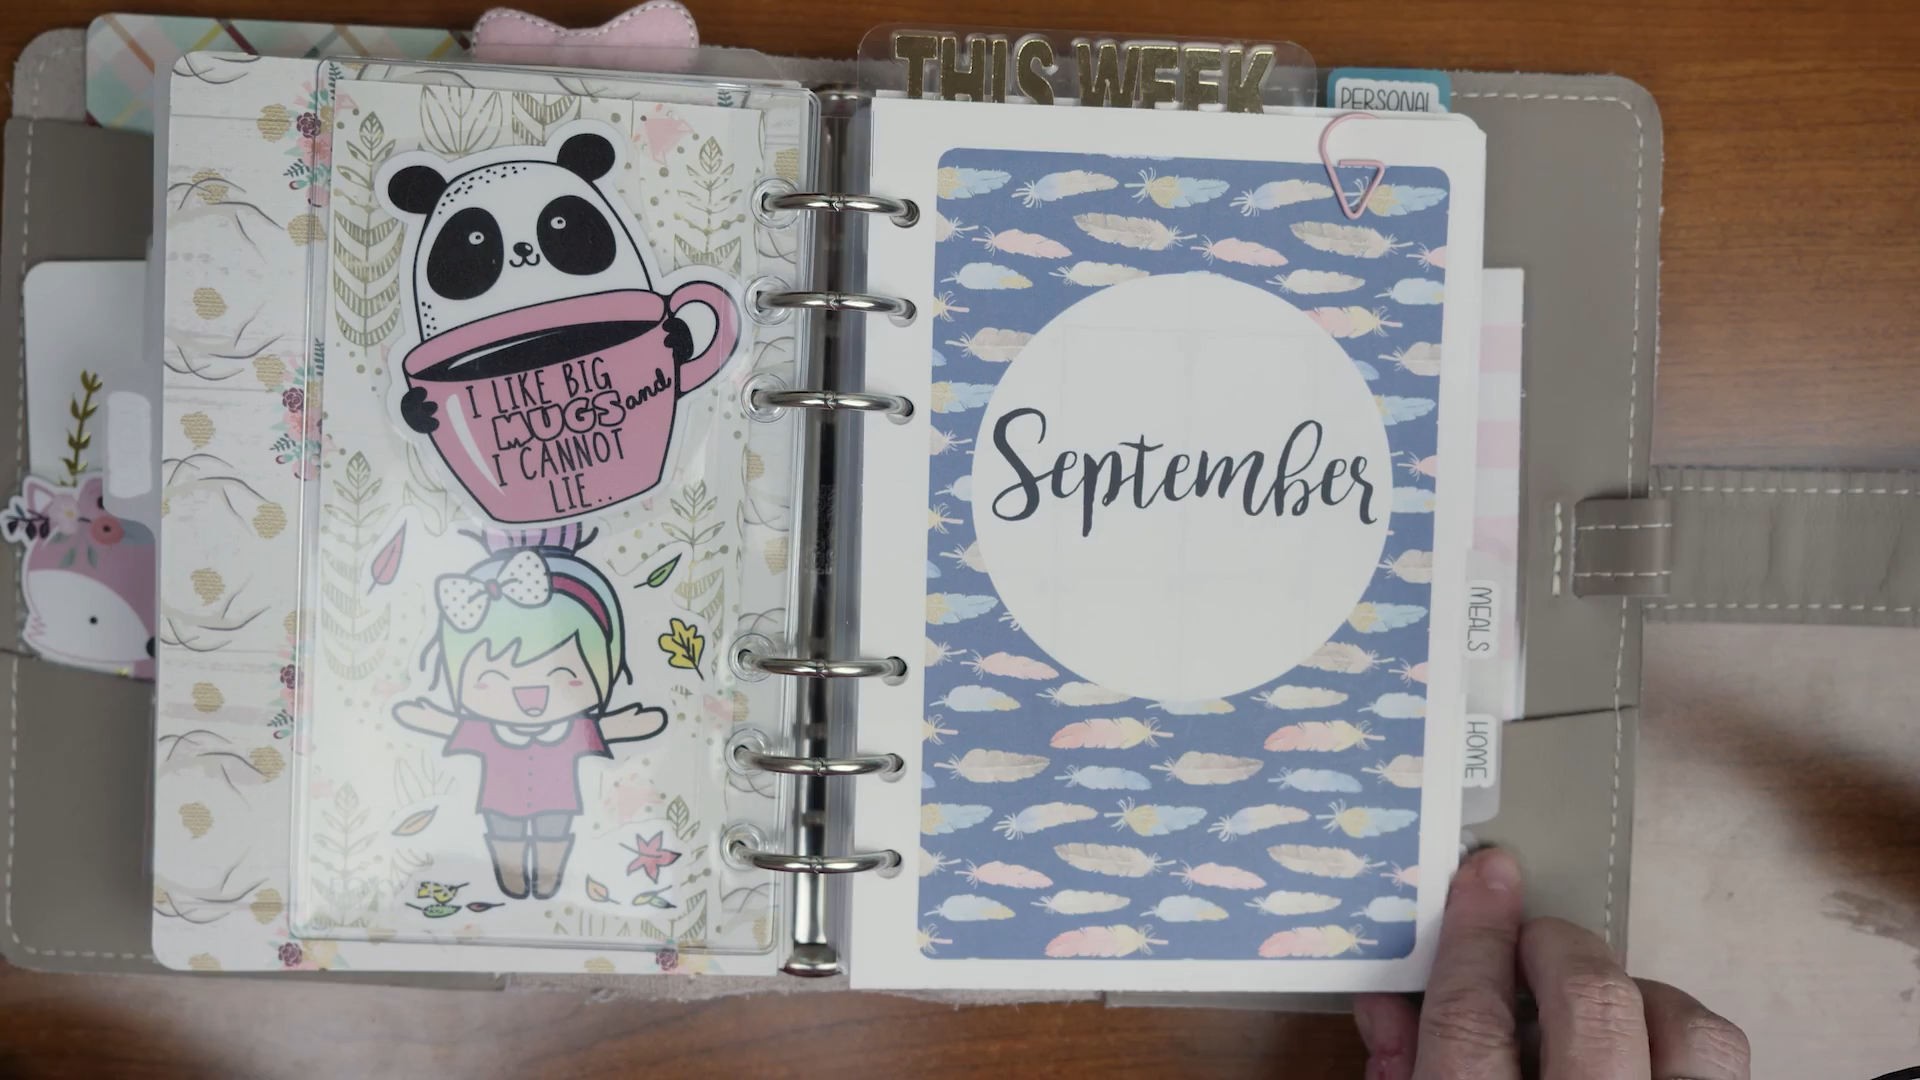 THIS WEEK
PERSONAL
I LIKE BIG
MUGS and
I CANNOT
LIE..
September
MEALS
HOME